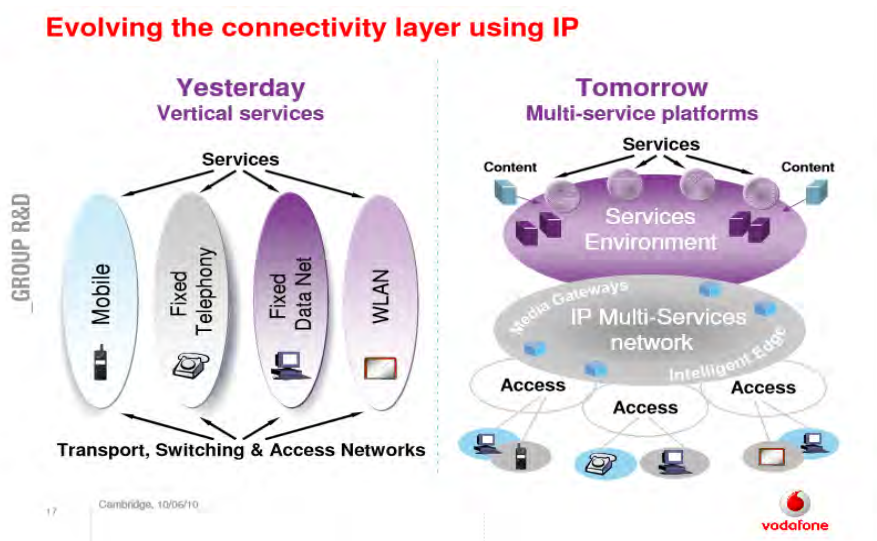 Evolving the connectivity layer using IP
Yesterday
Vertical services
Services
Mobile
Fixed
Telephony
Fixed
Data Net
WLAN
Transport, Switching & Access Networks
Tomorrow
Multi-service platforms
Services
Content
Content
Services
Environment
Media Gateways
IP Multi-Services
network
Intelligent Edge
Access
Access
Access
_GROUP R&D
17
Cambridge, 10/06/10
vodafone